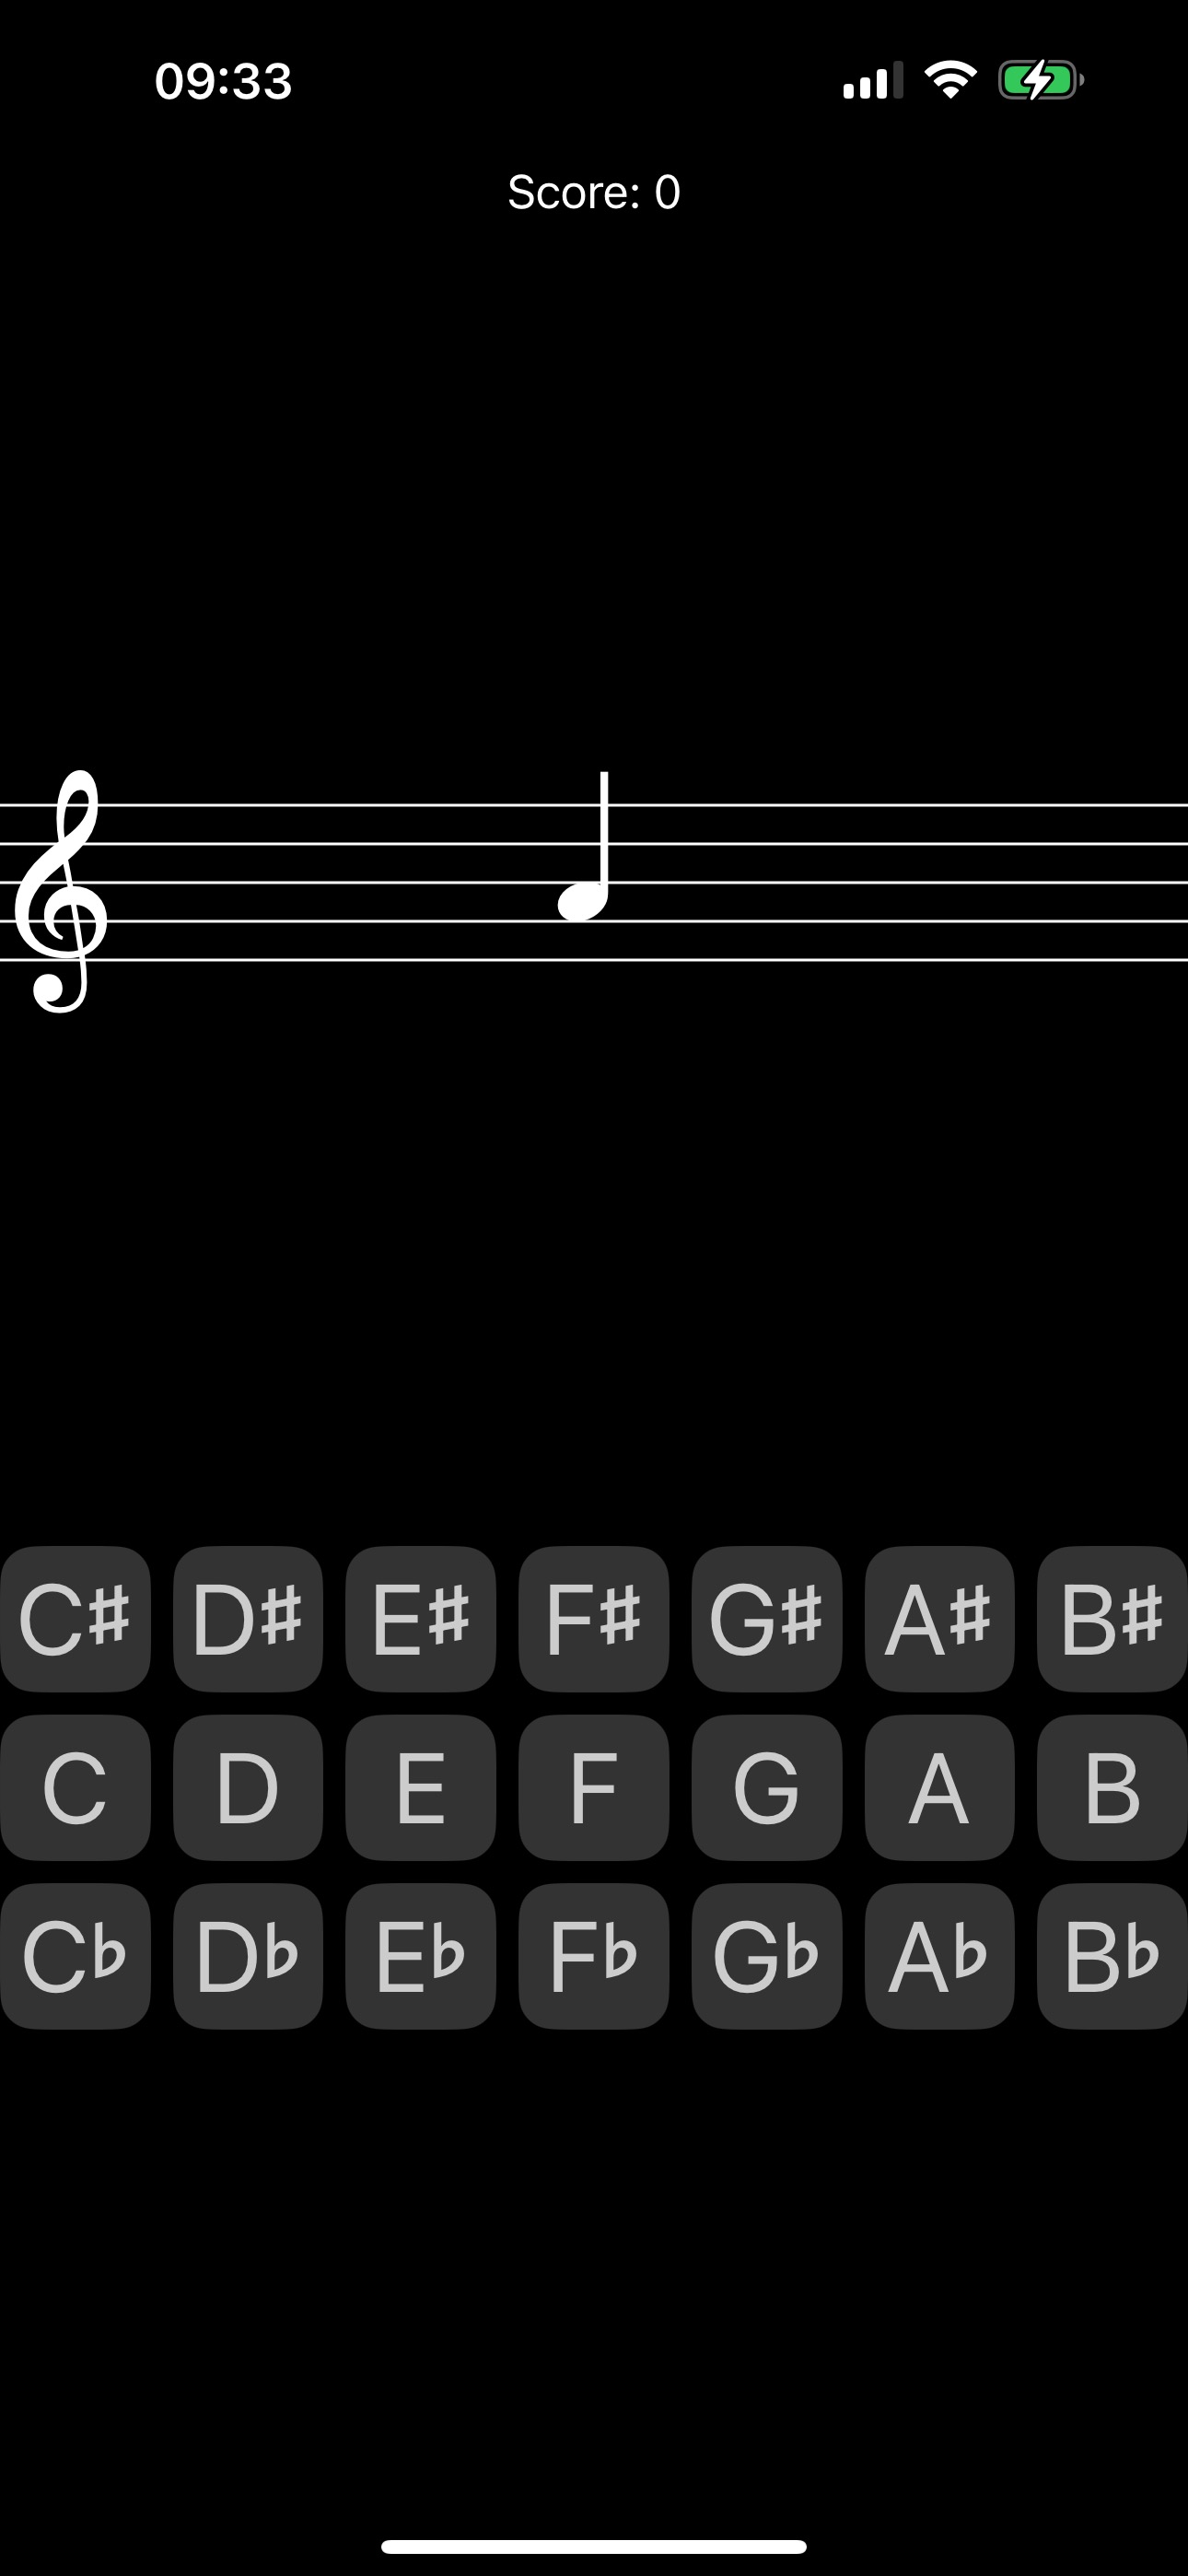 09:33
Score: 0
C♯ D♯ E♯ F♯ G♯ A♯ B♯
C D E F G A B
C♭ D♭ E♭ F♭ G♭ A♭ B♭